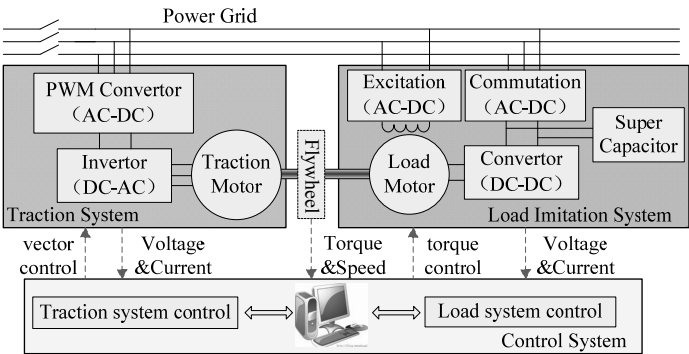 Power Grid
PWM Convertor
（AC-DC）
Excitation
（AC-DC）
Commutation
（AC-DC）
Super
Capacitor
Invertor
(DC-AC)
Traction
Motor
Flywheel
Load
Motor
Convertor
（DC-DC）
Traction System
Load Imitation System
vector
control
Voltage
&Current
Torque
&Speed
torque
control
Voltage
&Current
Traction system control
Load system control
Control System